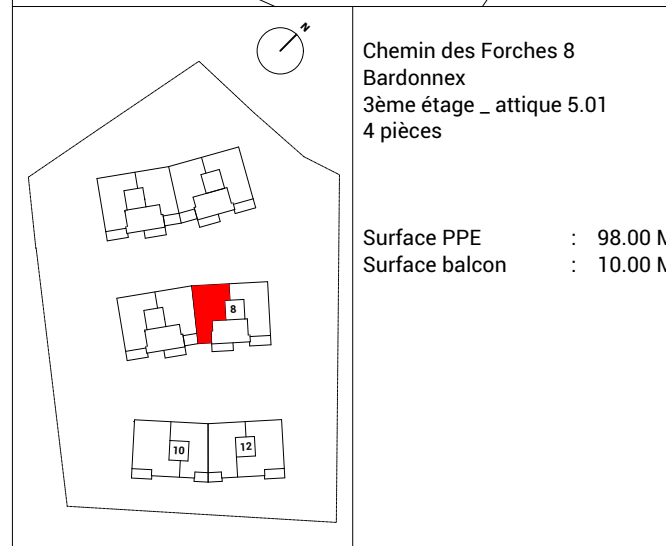 N
Chemin des Forches 8
Bardonnex
3ème étage _ attique 5.01
4 pièces
Surface PPE : 98.00 M
Surface balcon : 10.00 M
8
10
12